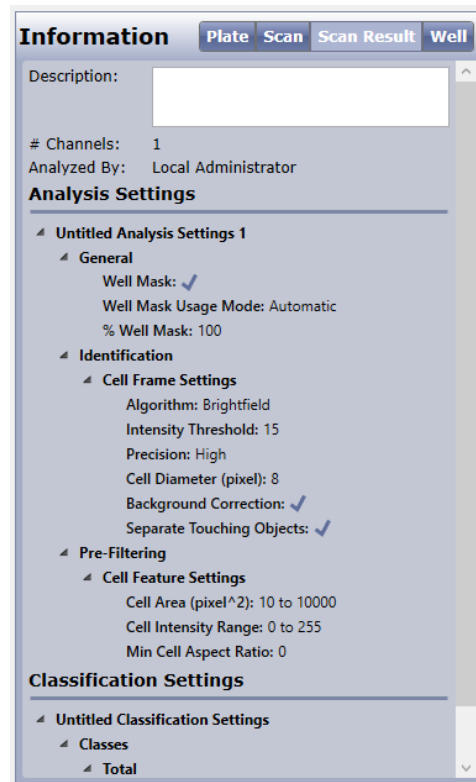 Information Plate Scan Scan Result Well
Description:
# Channels: 1
Analyzed By: Local Administrator
Analysis Settings
Untitled Analysis Settings 1
General
Well Mask:
Well Mask Usage Mode: Automatic
% Well Mask: 100
Identification
Cell Frame Settings
Algorithm: Brightfield
Intensity Threshold: 15
Precision: High
Cell Diameter (pixel): 8
Background Correction:
Separate Touching Objects:
Pre-Filtering
Cell Feature Settings
Cell Area (pixel^2): 10 to 10000
Cell Intensity Range: 0 to 255
Min Cell Aspect Ratio: 0
Classification Settings
Untitled Classification Settings
Classes
Total